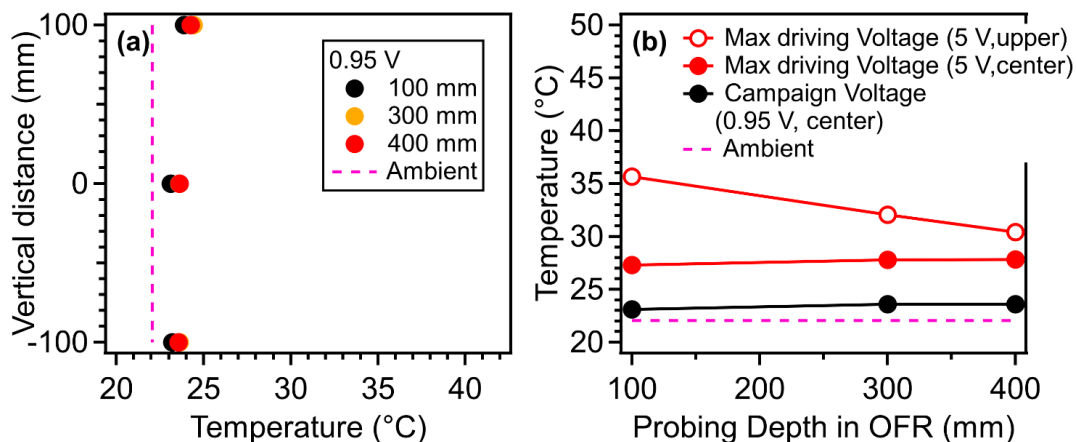 (a)
0.95 V
100 mm
300 mm
400 mm
Ambient
100
0
-100
Vertical distance (mm)
20
25
30
35
40
Temperature (°C)
(b)
Max driving Voltage (5 V,upper)
Max driving Voltage (5 V,center)
Campaign Voltage
(0.95 V, center)
Ambient
50
45
40
35
30
25
20
Temperature (°C)
100
200
300
400
Probing Depth in OFR (mm)